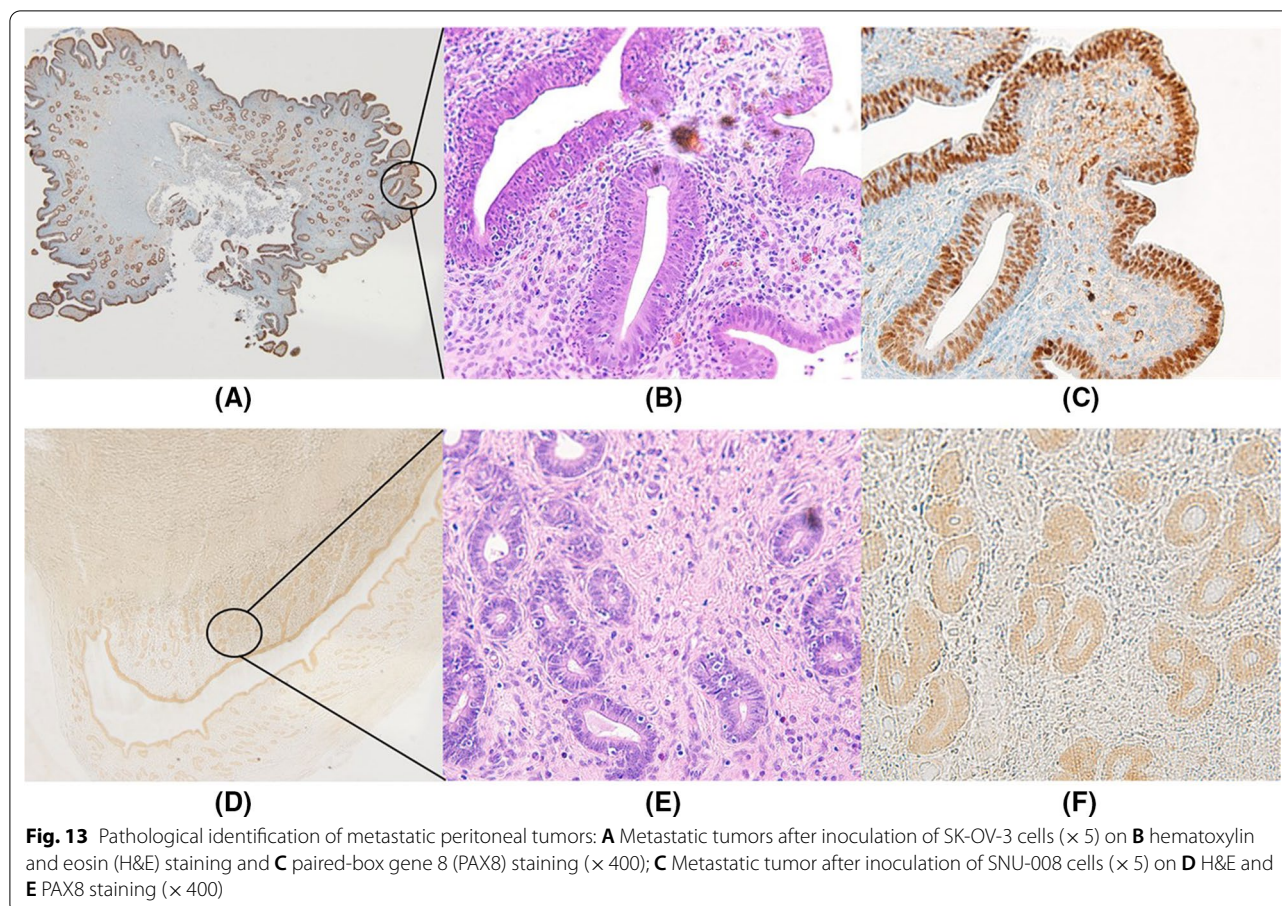 (A) (B) (C)
(D) (E) (F)
Fig. 13 Pathological identification of metastatic peritoneal tumors: A Metastatic tumors after inoculation of SK-OV-3 cells (× 5) on B hematoxylin
and eosin (H&E) staining and C paired-box gene 8 (PAX8) staining (× 400); C Metastatic tumor after inoculation of SNU-008 cells (× 5) on D H&E and
E PAX8 staining (× 400)